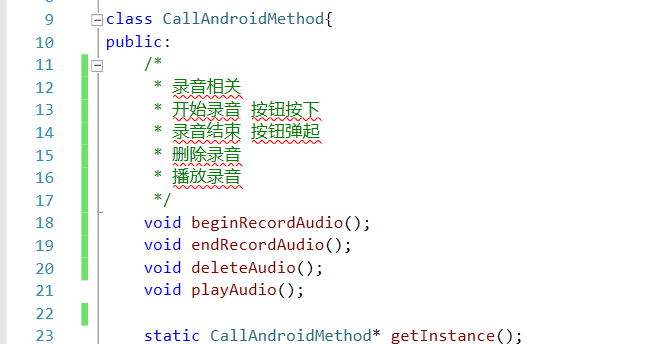 9 class CallAndroidMethod{
10 public:
11 /*
12 * 录音相关
13 * 开始录音 按钮按下
14 * 录音结束 按钮弹起
15 * 删除录音
16 * 播放录音
17 */
18 void beginRecordAudio();
19 void endRecordAudio();
20 void deleteAudio();
21 void playAudio();
22
23 static CallAndroidMethod* getInstance();